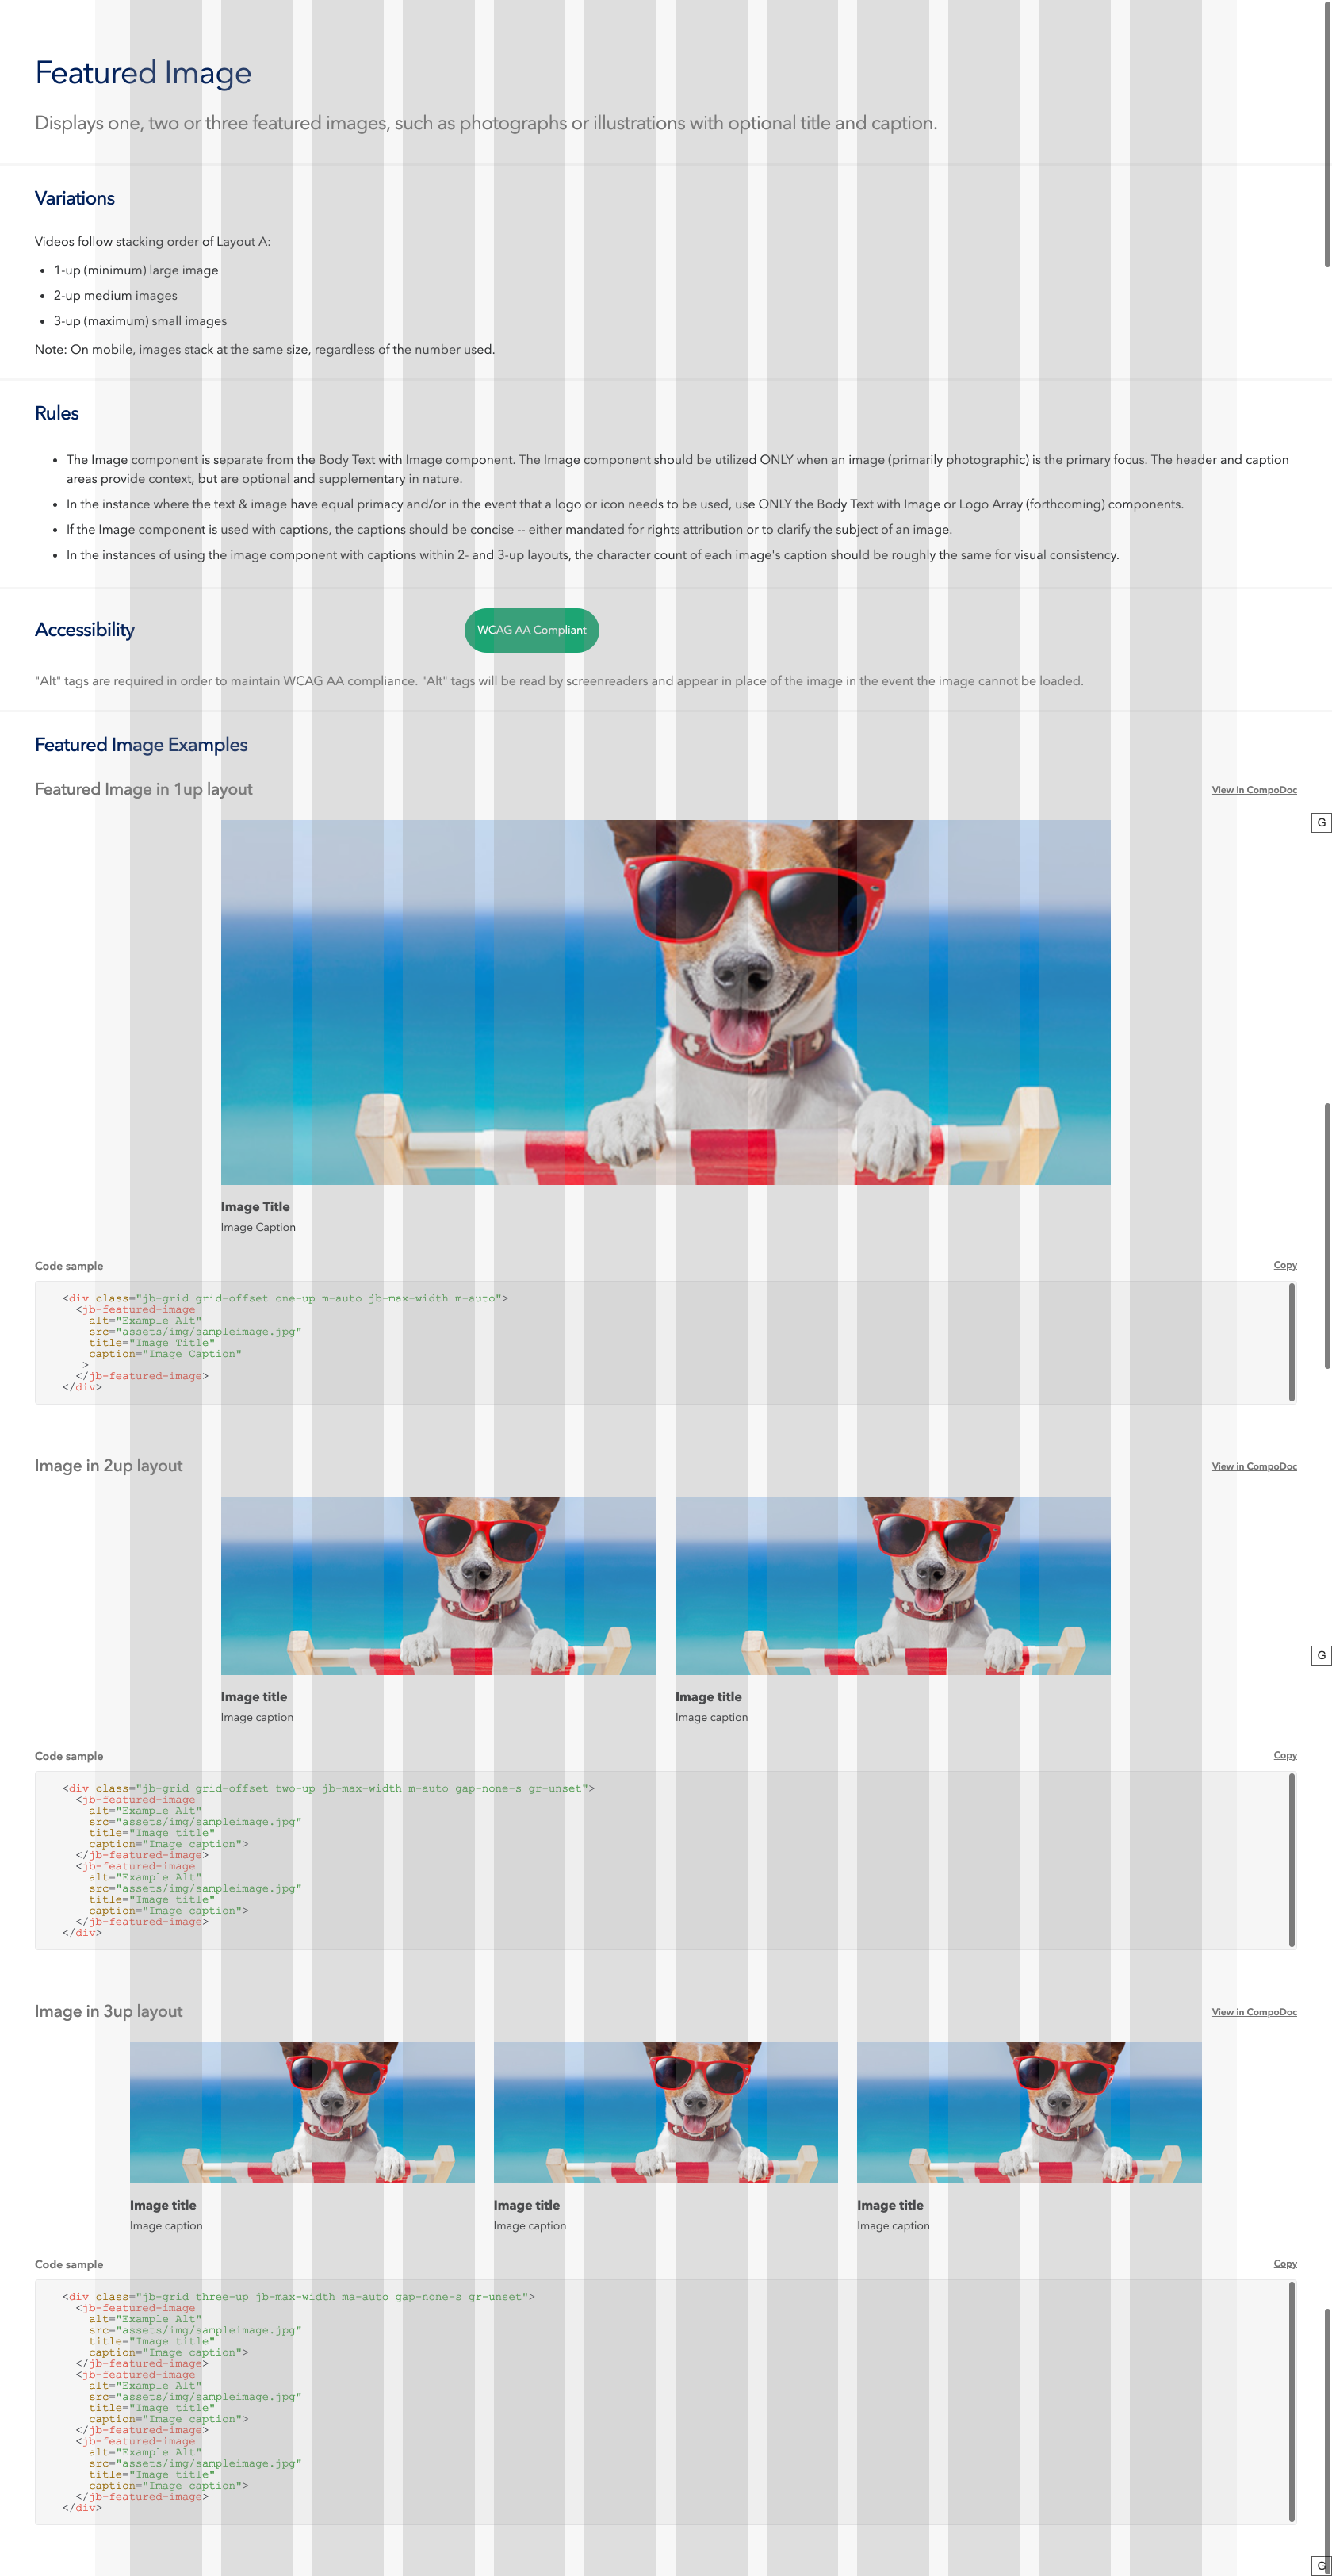 Featured Image
Displays one, two or three featured images, such as photographs or illustrations with optional title and caption.
Variations
Videos follow stacking order of Layout A:
• 1-up (minimum) large image
• 2-up medium images
• 3-up (maximum) small images
Note: On mobile, images stack at the same size, regardless of the number used.
Rules
• The Image component is separate from the Body Text with Image component. The Image component should be utilized ONLY when an image (primarily photographic) is the primary focus. The header and caption
areas provide context, but are optional and supplementary in nature.
• In the instance where the text & image have equal primacy and/or in the event that a logo or icon needs to be used, use ONLY the Body Text with Image or Logo Array (forthcoming) components.
• If the Image component is used with captions, the captions should be concise -- either mandated for rights attribution or to clarify the subject of an image.
• In the instances of using the image component with captions within 2- and 3-up layouts, the character count of each image's caption should be roughly the same for visual consistency.
Accessibility
WCAG AA Compliant
"Alt" tags are required in order to maintain WCAG AA compliance. "Alt" tags will be read by screenreaders and appear in place of the image in the event the image cannot be loaded.
Featured Image Examples
Featured Image in 1up layout
View in CompoDoc
G
Image Title
Image Caption
Code sample
Copy
<div class="jb-grid grid-offset one-up m-auto jb-max-width m-auto">
<jb-featured-image
alt="Example Alt"
src="assets/img/sampleimage.jpg"
title="Image Title"
caption="Image Caption"
>
</jb-featured-image>
</div>
Image in 2up layout
View in CompoDoc
G
Image title
Image caption
Image title
Image caption
Code sample
Copy
<div class="jb-grid grid-offset two-up jb-max-width m-auto gap-none-s gr-unset">
<jb-featured-image
alt="Example Alt"
src="assets/img/sampleimage.jpg"
title="Image title"
caption="Image caption">
</jb-featured-image>
<jb-featured-image
alt="Example Alt"
src="assets/img/sampleimage.jpg"
title="Image title"
caption="Image caption">
</jb-featured-image>
</div>
Image in 3up layout
View in CompoDoc
Image title
Image caption
Image title
Image caption
Image title
Image caption
Code sample
Copy
<div class="jb-grid three-up jb-max-width ma-auto gap-none-s gr-unset">
<jb-featured-image
alt="Example Alt"
src="assets/img/sampleimage.jpg"
title="Image title"
caption="Image caption">
</jb-featured-image>
<jb-featured-image
alt="Example Alt"
src="assets/img/sampleimage.jpg"
title="Image title"
caption="Image caption">
</jb-featured-image>
<jb-featured-image
alt="Example Alt"
src="assets/img/sampleimage.jpg"
title="Image title"
caption="Image caption">
</jb-featured-image>
</div>
G